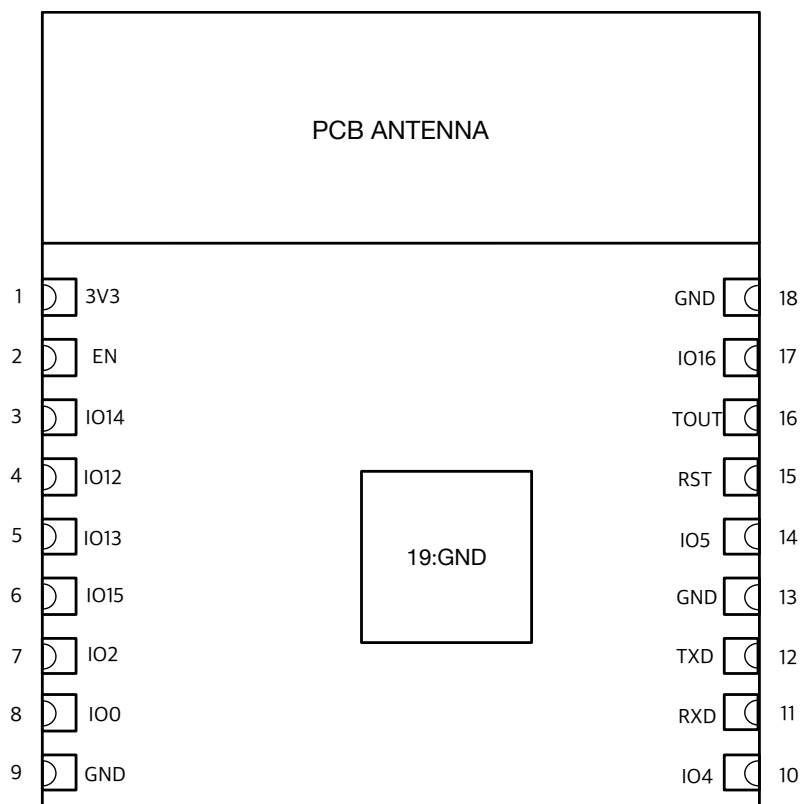 PCB ANTENNA
1 3V3 GND 18
2 EN IO16 17
3 IO14 TOUT 16
4 IO12 RST 15
5 IO13 IO5 14
19:GND
6 IO15 GND 13
7 IO2 TXD 12
8 IO0 RXD 11
9 GND IO4 10